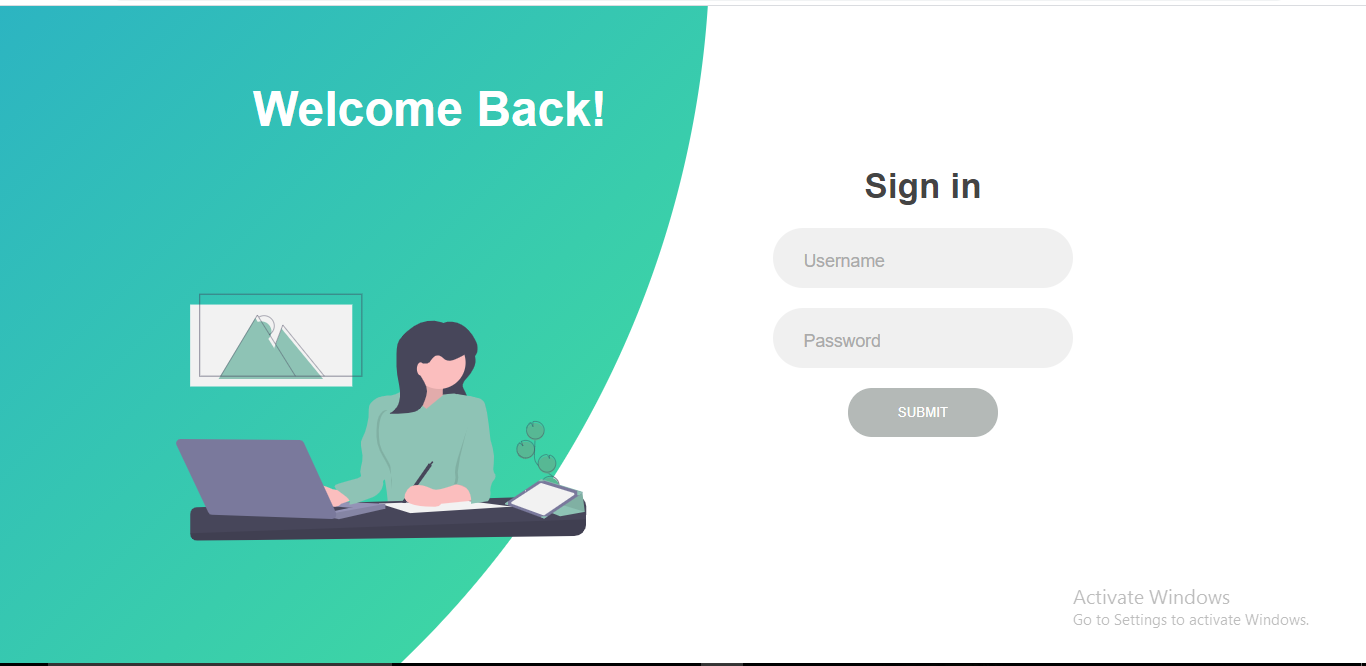 Welcome Back!
Sign in
Username
Password
SUBMIT
Activate Windows
Go to Settings to activate Windows.